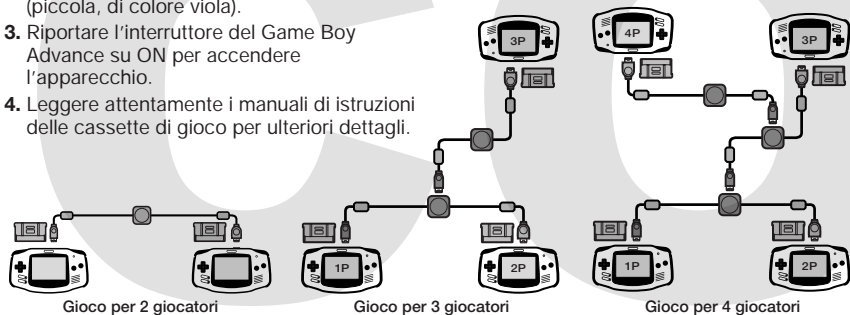 (piccola, di colore viola).
3. Riportare l'interruttore del Game Boy
Advance su ON per accendere
l'apparecchio.
4. Leggere attentamente i manuali di istruzioni
delle cassette di gioco per ulteriori dettagli.
Gioco per 2 giocatori
3P
1P
2P
Gioco per 3 giocatori
4P
3P
1P
2P
Gioco per 4 giocatori